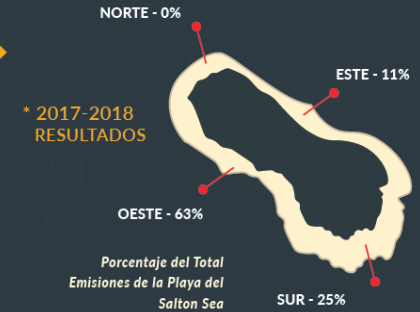 NORTE - 0%
ESTE - 11%
* 2017-2018
RESULTADOS
OESTE - 63%
Porcentaje del Total
Emisiones de la Playa del
Salton Sea
SUR - 25%